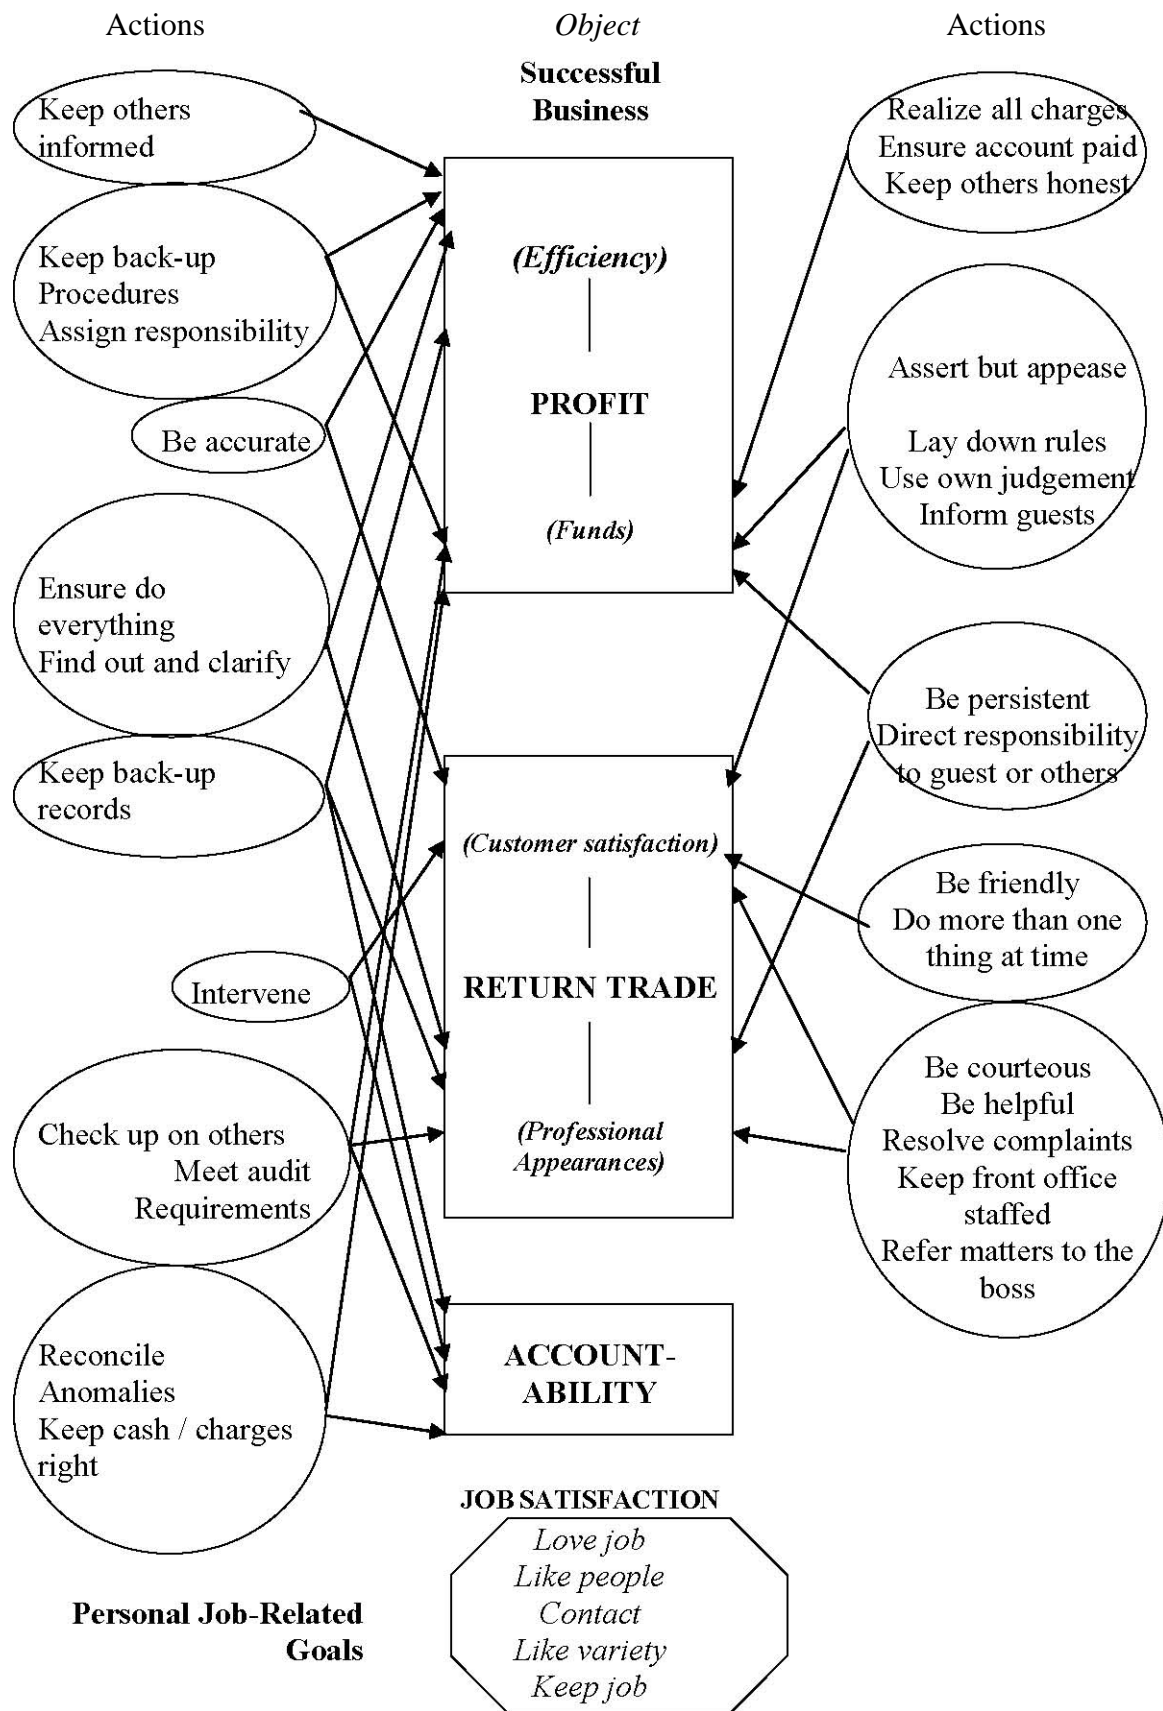 Actions
Object
Actions
Successful
Business
Keep others
informed
Keep back-up
Procedures
Assign responsibility
Be accurate
Ensure do
everything
Find out and clarify
Keep back-up
records
Intervene
Check up on others
Meet audit
Requirements
Reconcile
Anomalies
Keep cash / charges
right
(Efficiency)
PROFIT
(Funds)
(Customer satisfaction)
RETURN TRADE
(Professional
Appearances)
ACCOUNT-
ABILITY
Realize all charges
Ensure account paid
Keep others honest
Assert but appease
Lay down rules
Use own judgement
Inform guests
Be persistent
Direct responsibility
to guest or others
Be friendly
Do more than one
thing at time
Be courteous
Be helpful
Resolve complaints
Keep front office
staffed
Refer matters to the
boss
JOB SATISFACTION
Love job
Like people
Contact
Like variety
Keep job
Personal Job-Related
Goals